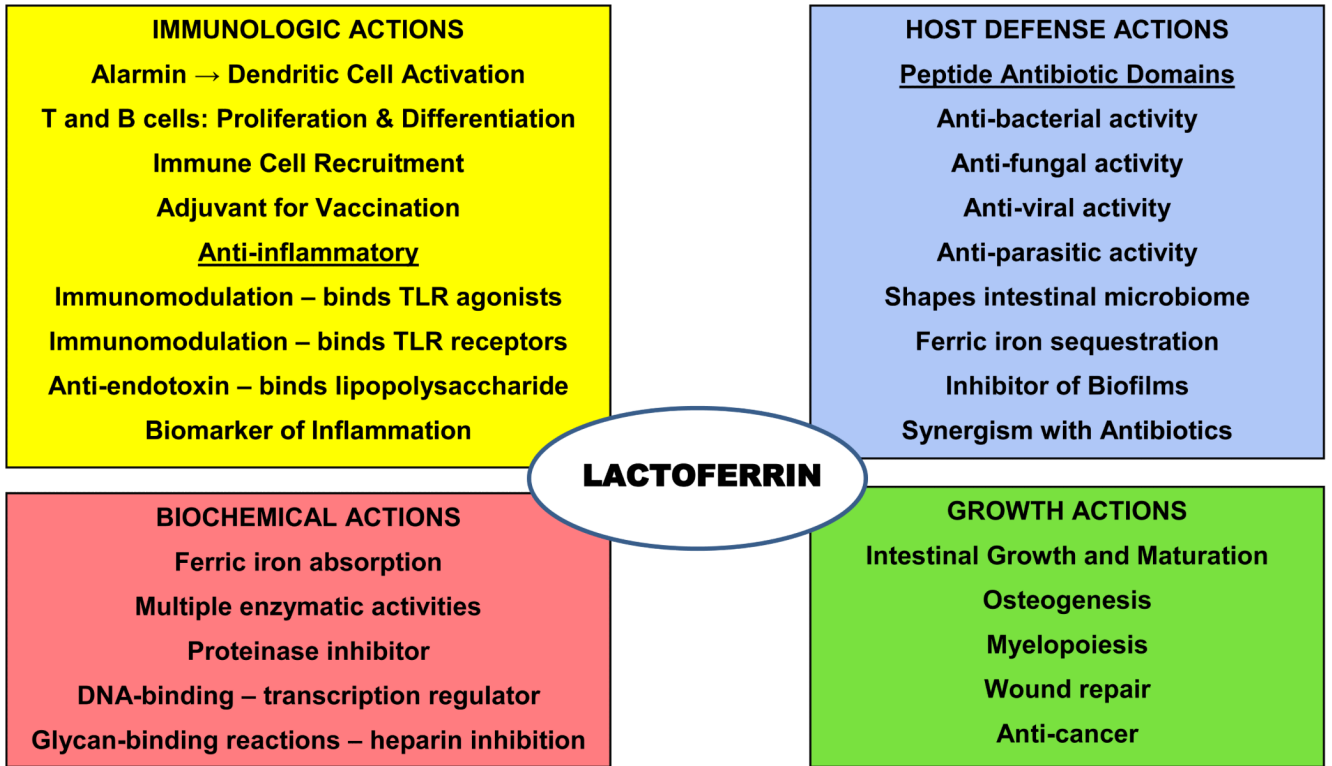 IMMUNOLOGIC ACTIONS
Alarmin → Dendritic Cell Activation
T and B cells: Proliferation & Differentiation
Immune Cell Recruitment
Adjuvant for Vaccination
Anti-inflammatory
Immunomodulation – binds TLR agonists
Immunomodulation – binds TLR receptors
Anti-endotoxin – binds lipopolysaccharide
Biomarker of Inflammation
HOST DEFENSE ACTIONS
Peptide Antibiotic Domains
Anti-bacterial activity
Anti-fungal activity
Anti-viral activity
Anti-parasitic activity
Shapes intestinal microbiome
Ferric iron sequestration
Inhibitor of Biofilms
Synergism with Antibiotics
LACTOFERRIN
BIOCHEMICAL ACTIONS
Ferric iron absorption
Multiple enzymatic activities
Proteinase inhibitor
DNA-binding – transcription regulator
Glycan-binding reactions – heparin inhibition
GROWTH ACTIONS
Intestinal Growth and Maturation
Osteogenesis
Myelopoiesis
Wound repair
Anti-cancer